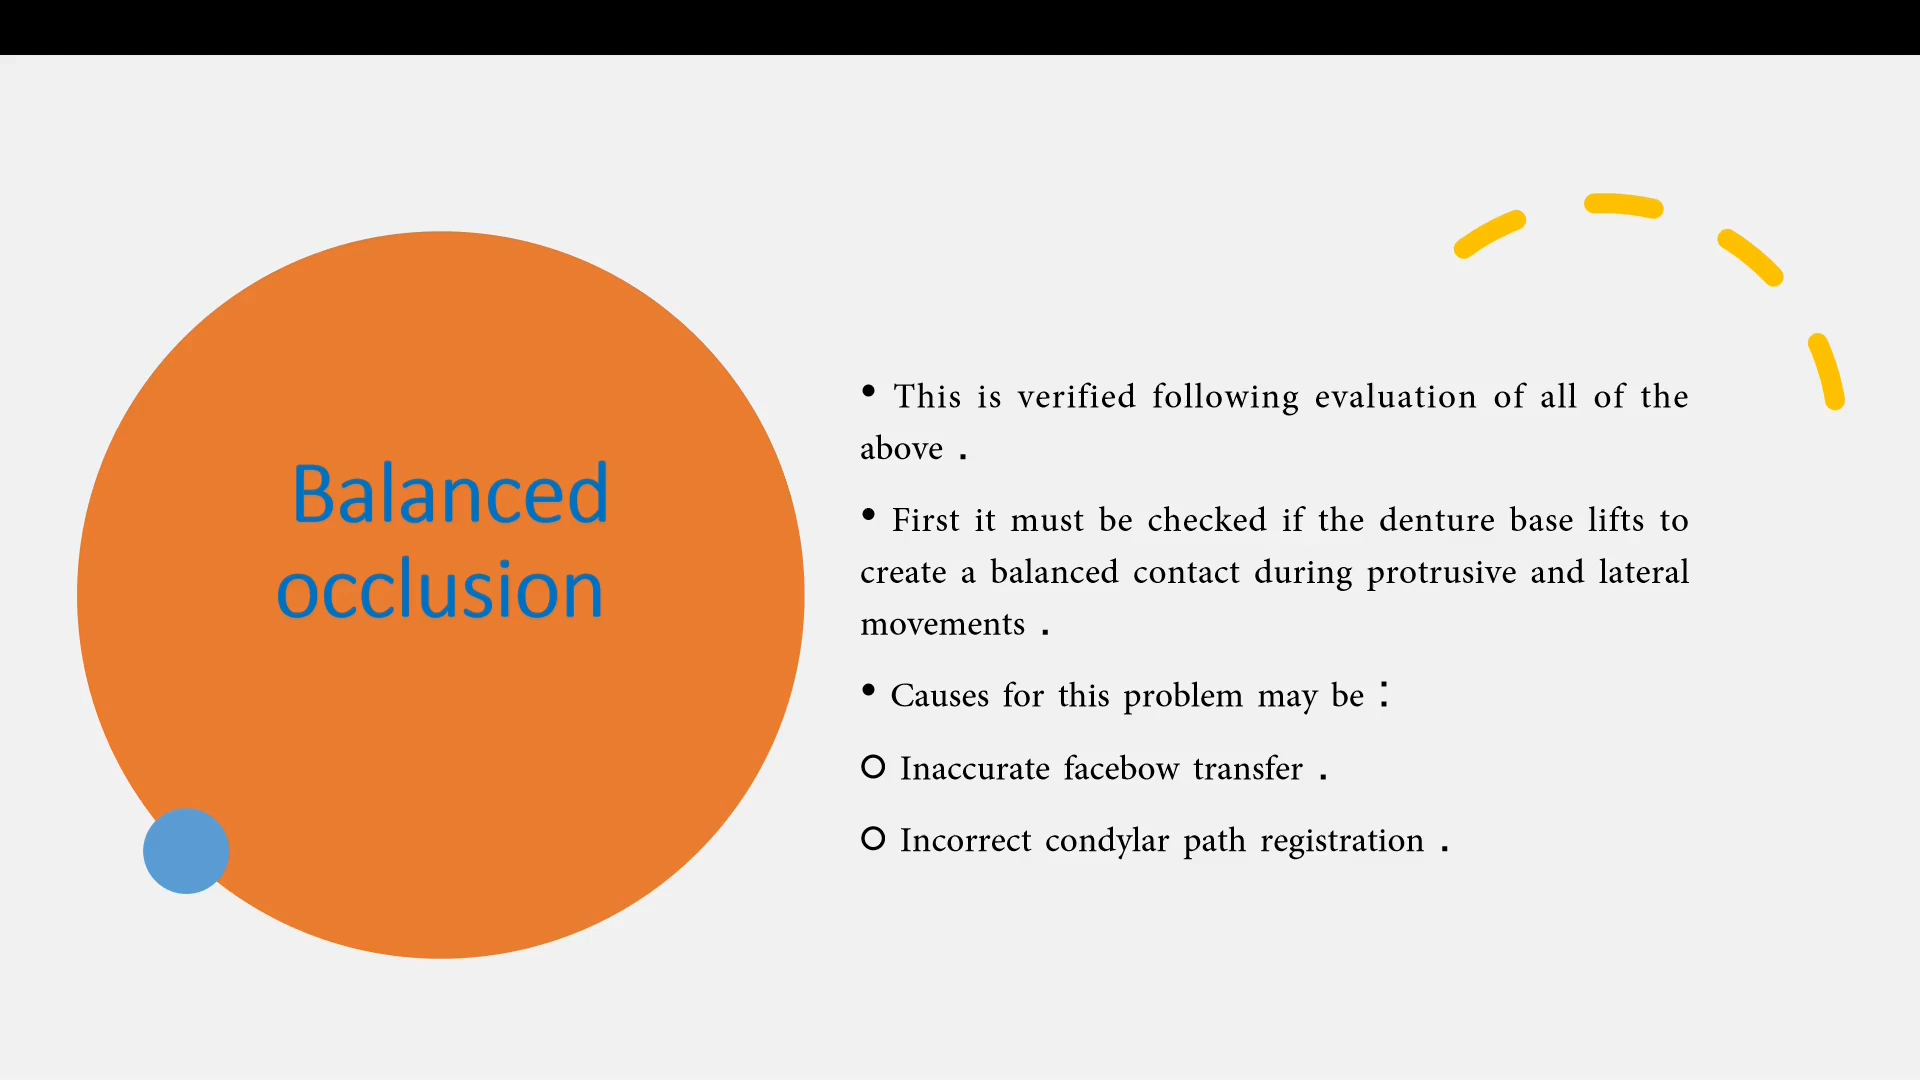 Balanced
occlusion
• This is verified following evaluation of all of the
above .
• First it must be checked if the denture base lifts to
create a balanced contact during protrusive and lateral
movements .
• Causes for this problem may be :
○ Inaccurate facebow transfer .
○ Incorrect condylar path registration .